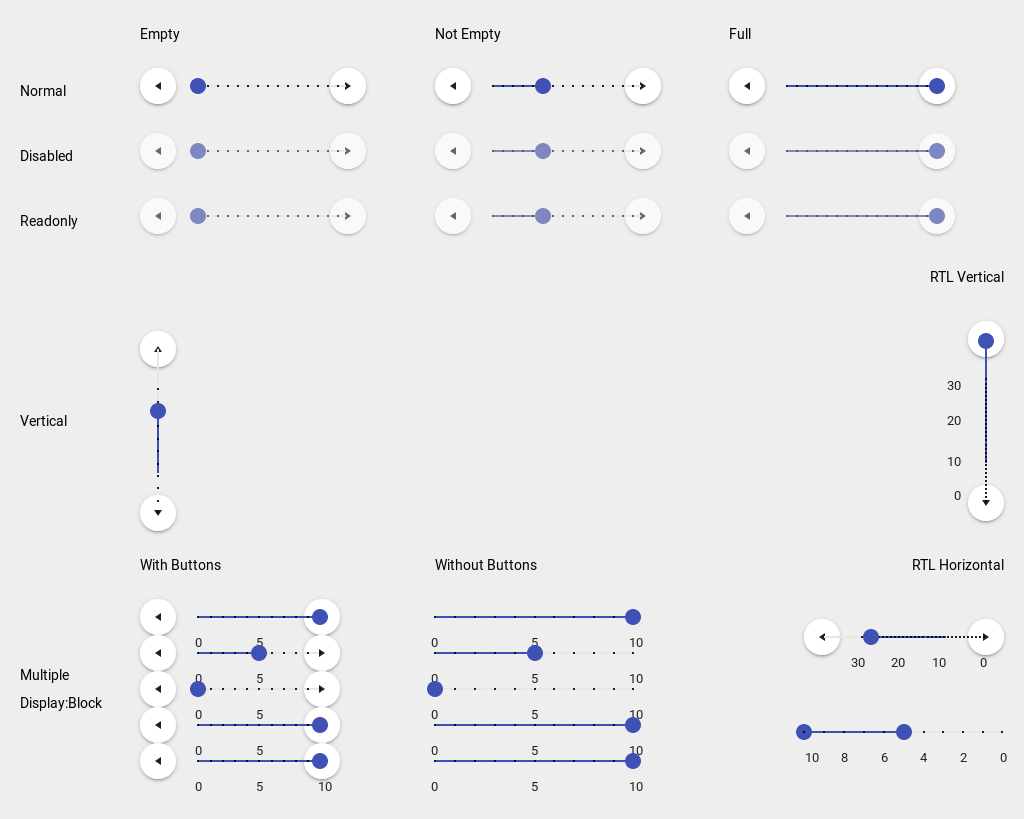 Empty Not Empty Full
Normal
Disabled
Readonly
RTL Vertical
30
Vertical 20
10
0
With Buttons Without Buttons RTL Horizontal
0 5 0 5 10
30 20 10 0
Multiple
0 5 0 5 10
Display:Block
0 5 0 5 10
0 5 0 5 10
10 8 6 4 2 0
0 5 10 0 5 10